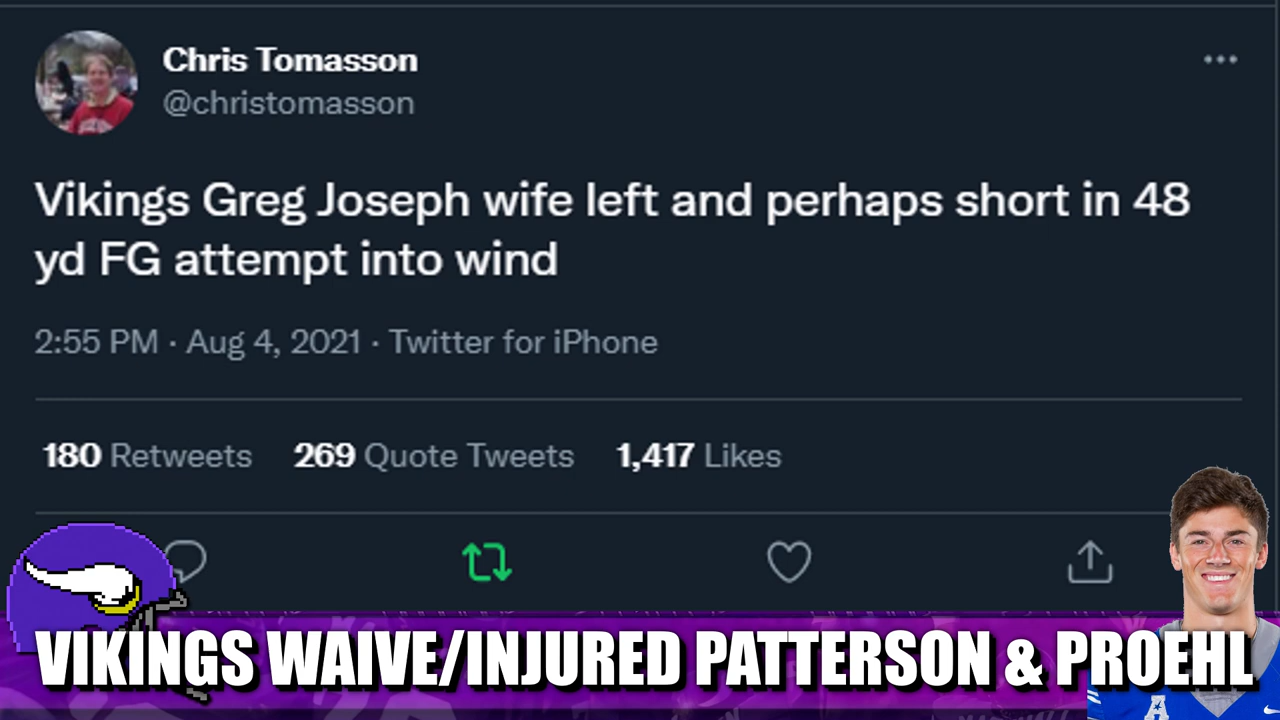 Chris Tomasson
@christomasson
Vikings Greg Joseph wife left and perhaps short in 48
yd FG attempt into wind
2:55 PM · Aug 4, 2021 · Twitter for iPhone
180 Retweets 269 Quote Tweets 1,417 Likes
VIKINGS WAIVE/INJURED PATTERSON & PROEHL